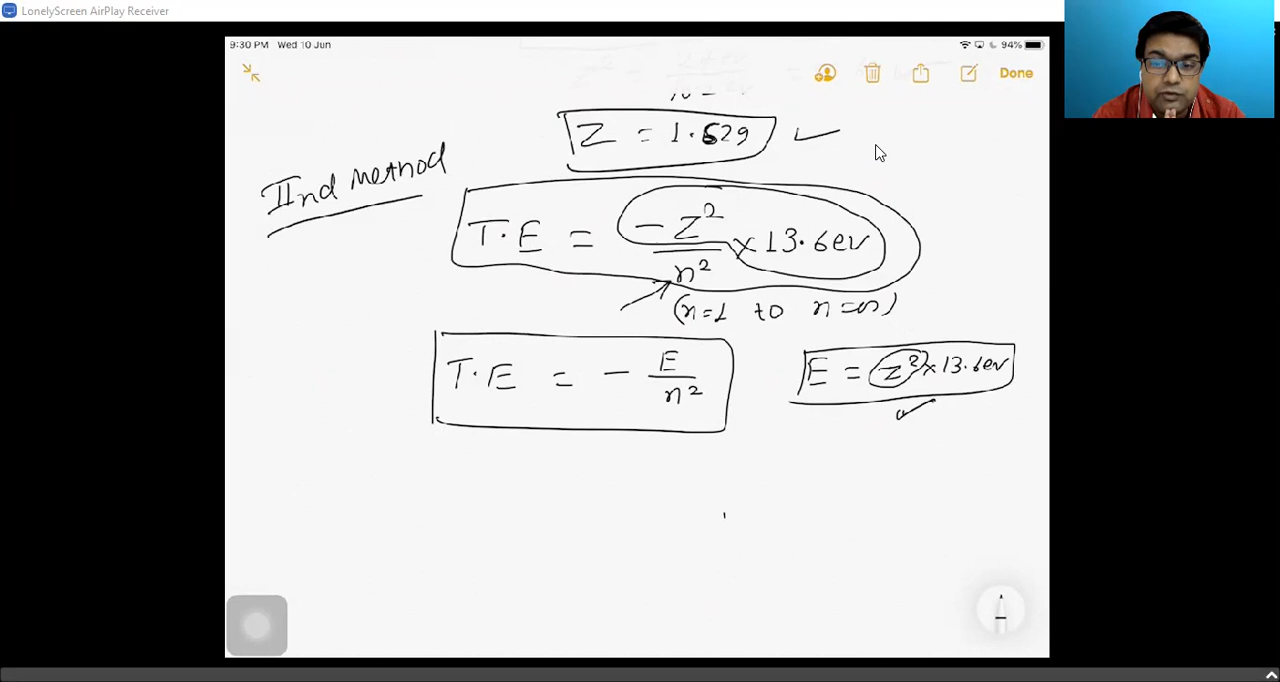 LonelyScreen AirPlay Receiver
9:30 PM Wed 10 Jun
94%
Done
Z = 1.629
IInd Method
T.E = -Z²/n² × 13.6ev
(n=1 to n=∞)
T.E = - E/n²
E = Z² × 13.6ev